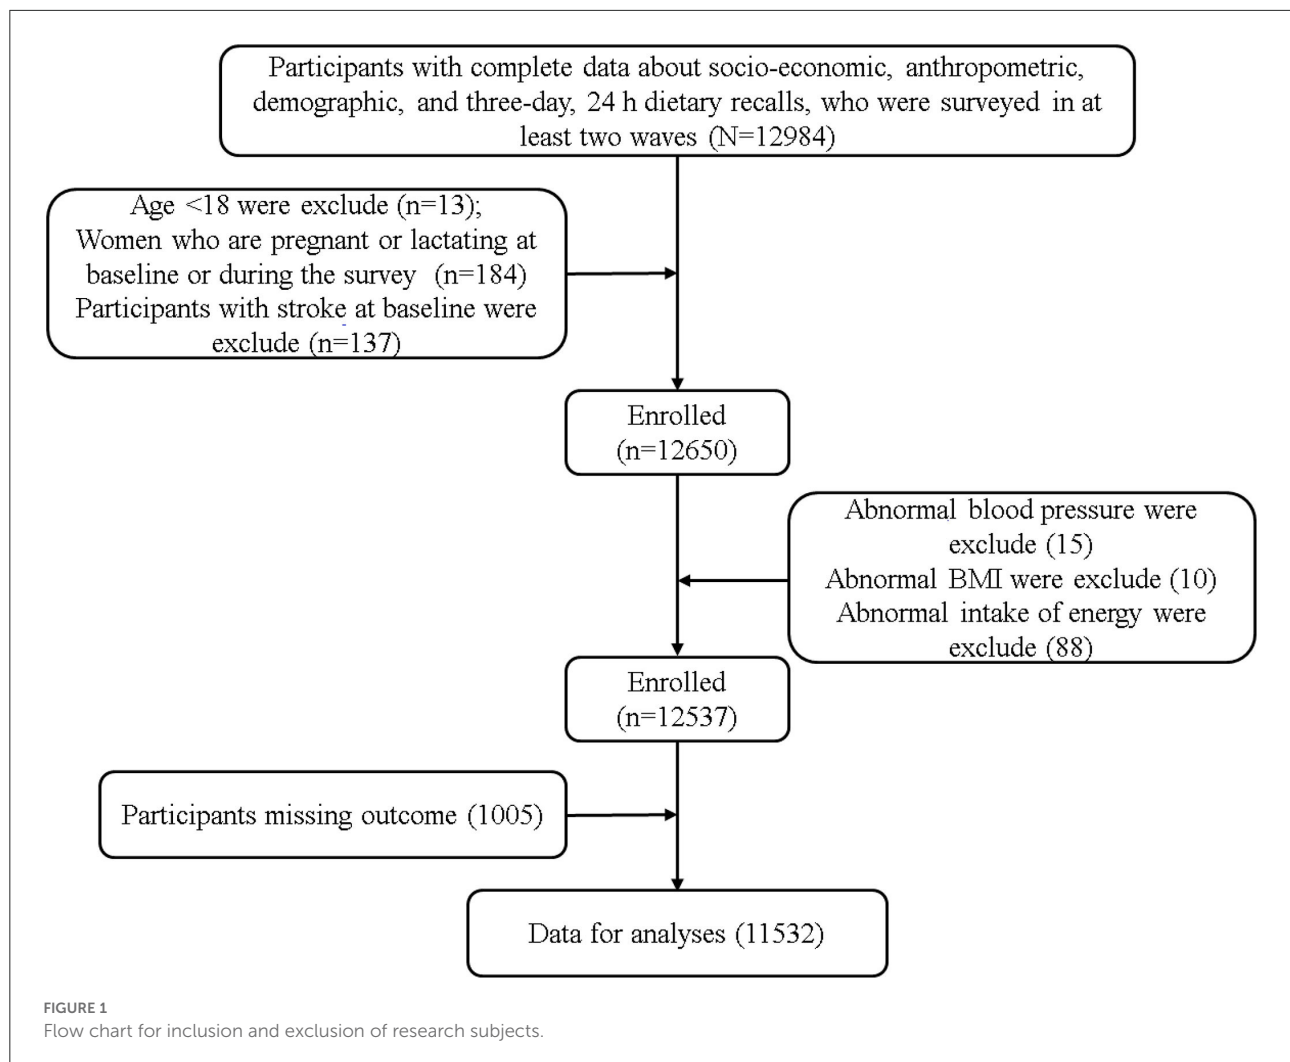 Participants with complete data about socio-economic, anthropometric,
demographic, and three-day, 24 h dietary recalls, who were surveyed in at
least two waves (N=12984)
Age <18 were exclude (n=13);
Women who are pregnant or lactating at
baseline or during the survey (n=184)
Participants with stroke at baseline were
exclude (n=137)
Enrolled
(n=12650)
Abnormal blood pressure were
exclude (15)
Abnormal BMI were exclude (10)
Abnormal intake of energy were
exclude (88)
Enrolled
(n=12537)
Participants missing outcome (1005)
Data for analyses (11532)
FIGURE 1
Flow chart for inclusion and exclusion of research subjects.